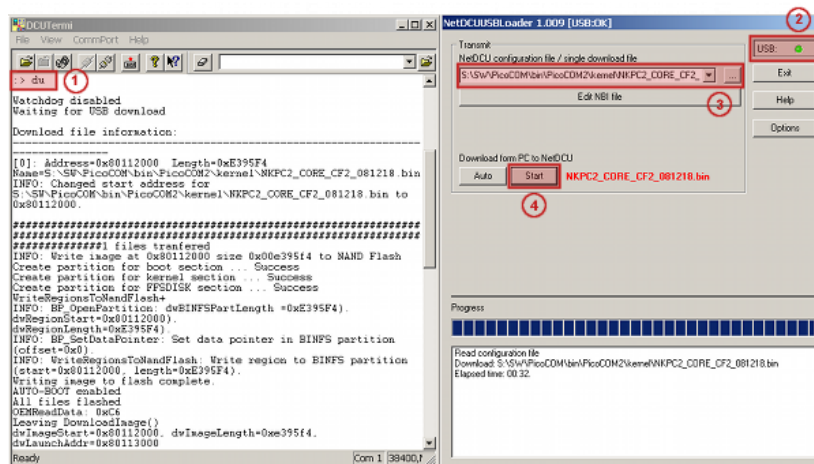 DCUTermi
File View CommPort Help
:> du
1
Watchdog disabled
Waiting for USB download
Download file information:
--------------------------------------------------------
---------------
[0]: Address=0x80112000 Length=0xE395F4
Name=S:\SW\PicoCOM\bin\PicoCOM2\kernel\NKPC2_CORE_CF2_081218.bin
INFO: Changed start address for
S:\SW\PicoCOM\bin\PicoCOM2\kernel\NKPC2_CORE_CF2_081218.bin to
0x80112000.
########################################################
########################################################
#############1 files tranfered
INFO: Write image at 0x80112000 size 0x00e395f4 to NAND Flash
Create partition for boot section ... Success
Create partition for kernel section ... Success
Create partition for FFSDISK section ... Success
WriteRegionsToNandFlash+
INFO: BP_OpenPartition: dwBINFSPartLength =0xE395F4).
dwRegionStart=0x80112000).
dwRegionLength=0xE395F4).
INFO: BP_SetDataPointer: Set data pointer in BINFS partition
(offset=0x0).
INFO: WriteRegionsToNandFlash: Write region to BINFS partition
(start=0x80112000, length=0xE395F4).
Writing image to flash complete.
AUTO-BOOT enabled
All files flashed
OEMReadData: 0xC6
Leaving DownloadImage()
dwImageStart=0x80112000, dwImageLength=0xe395f4,
dwLaunchAddr=0x80113000
Ready Com 1 38400,
NetDCUUSBLoader 1.009 [USB:OK]
2
Transmit
NetDCU configuration file / single download file
S:\SW\PicoCOM\bin\PicoCOM2\kernel\NKPC2_CORE_CF2_ ...
3
Edit NBI file
USB:
Exit
Help
Options
Download form PC to NetDCU
Auto Start NKPC2_CORE_CF2_081218.bin
4
Progress
Read configuration file
Download: S:\SW\PicoCOM\bin\PicoCOM2\kernel\NKPC2_CORE_CF2_081218.bin
Elapsed time: 00:32